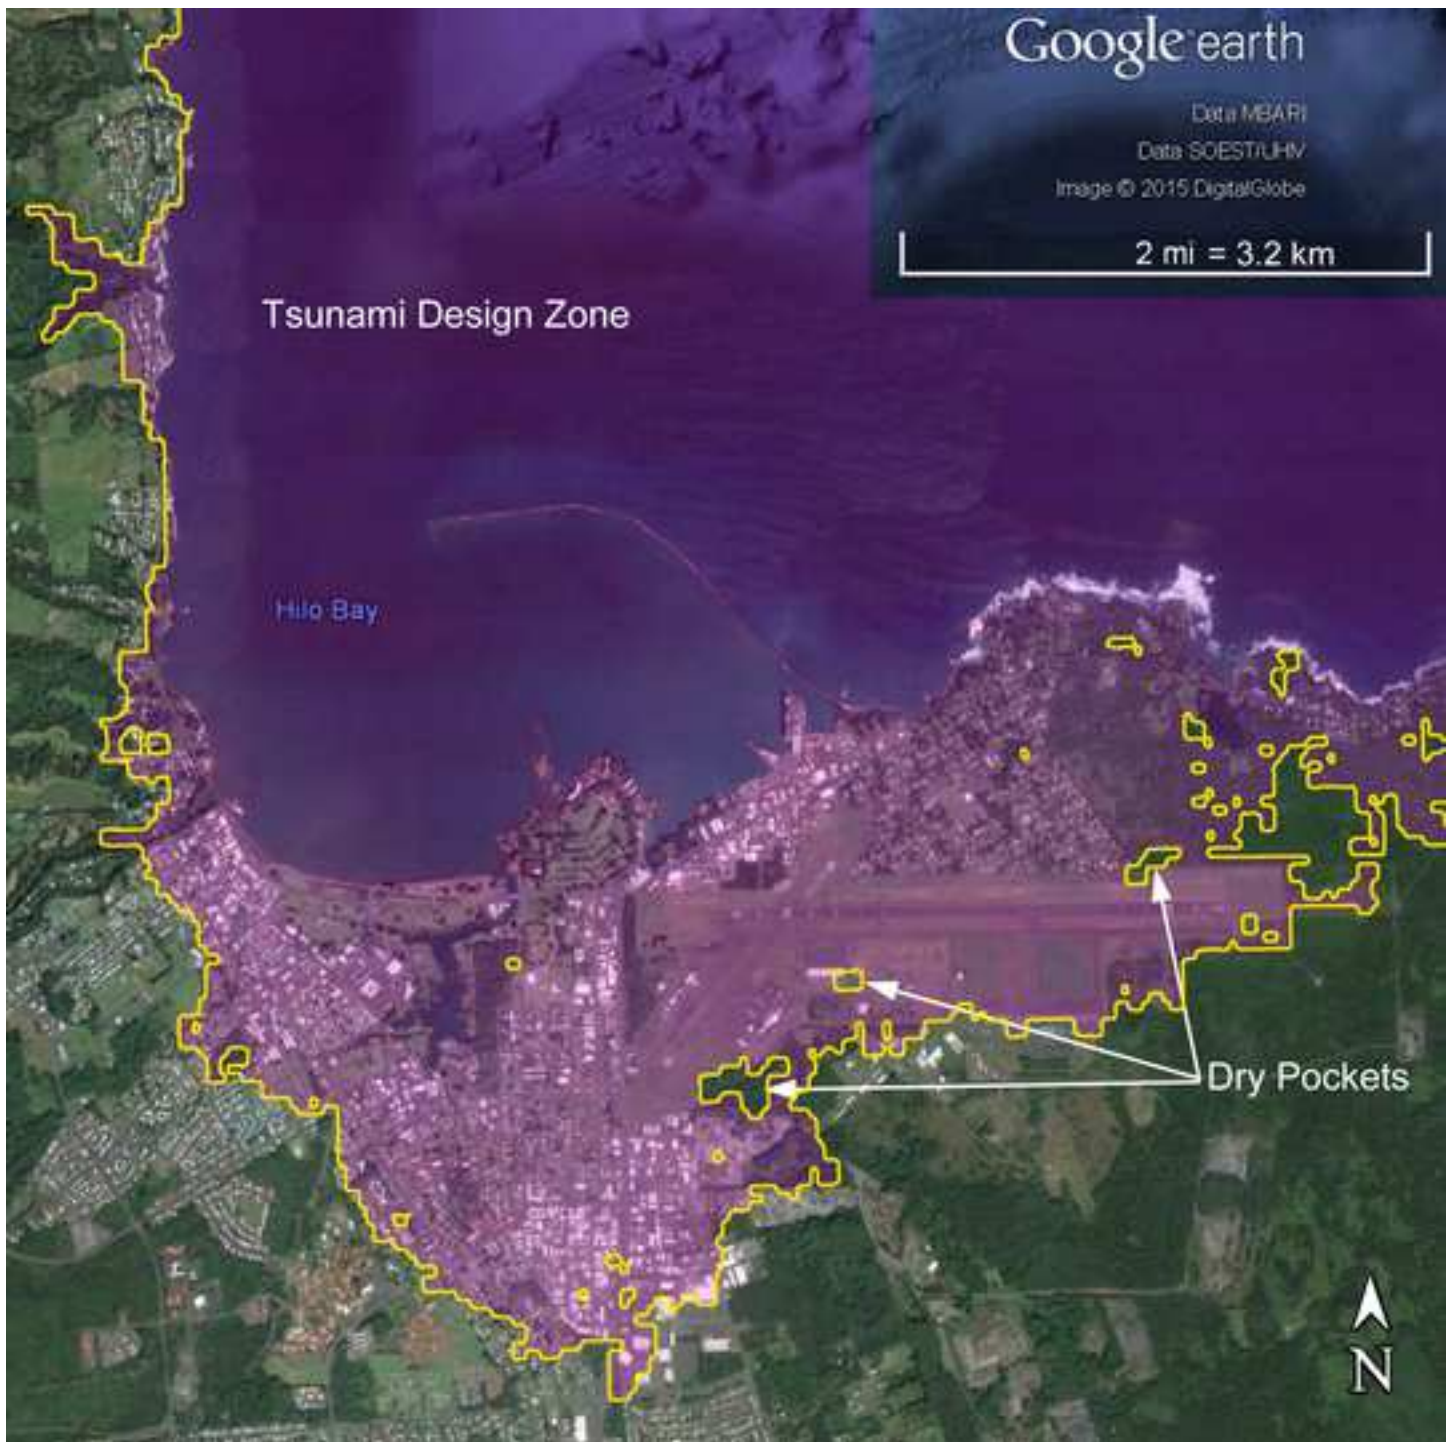 Google earth
Data MBARI
Data SOEST/UHM
Image © 2015 DigitalGlobe
2 mi = 3.2 km
Tsunami Design Zone
Hilo Bay
Dry Pockets
N